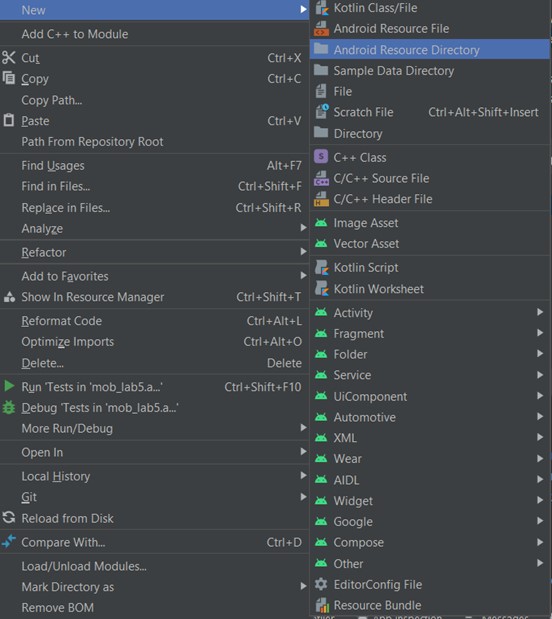 New
Add C++ to Module
Cut Ctrl+X
Copy Ctrl+C
Copy Path...
Paste Ctrl+V
Path From Repository Root
Find Usages Alt+F7
Find in Files... Ctrl+Shift+F
Replace in Files... Ctrl+Shift+R
Analyze
Refactor
Add to Favorites
Show In Resource Manager Ctrl+Shift+T
Reformat Code Ctrl+Alt+L
Optimize Imports Ctrl+Alt+O
Delete... Delete
Run 'Tests in 'mob_lab5.a...' Ctrl+Shift+F10
Debug 'Tests in 'mob_lab5.a...'
More Run/Debug
Open In
Local History
Git
Reload from Disk
Compare With... Ctrl+D
Load/Unload Modules...
Mark Directory as
Remove BOM
Kotlin Class/File
Android Resource File
Android Resource Directory
Sample Data Directory
File
Scratch File Ctrl+Alt+Shift+Insert
Directory
C++ Class
C/C++ Source File
C/C++ Header File
Image Asset
Vector Asset
Kotlin Script
Kotlin Worksheet
Activity
Fragment
Folder
Service
UiComponent
Automotive
XML
Wear
AIDL
Widget
Google
Compose
Other
EditorConfig File
Resource Bundle